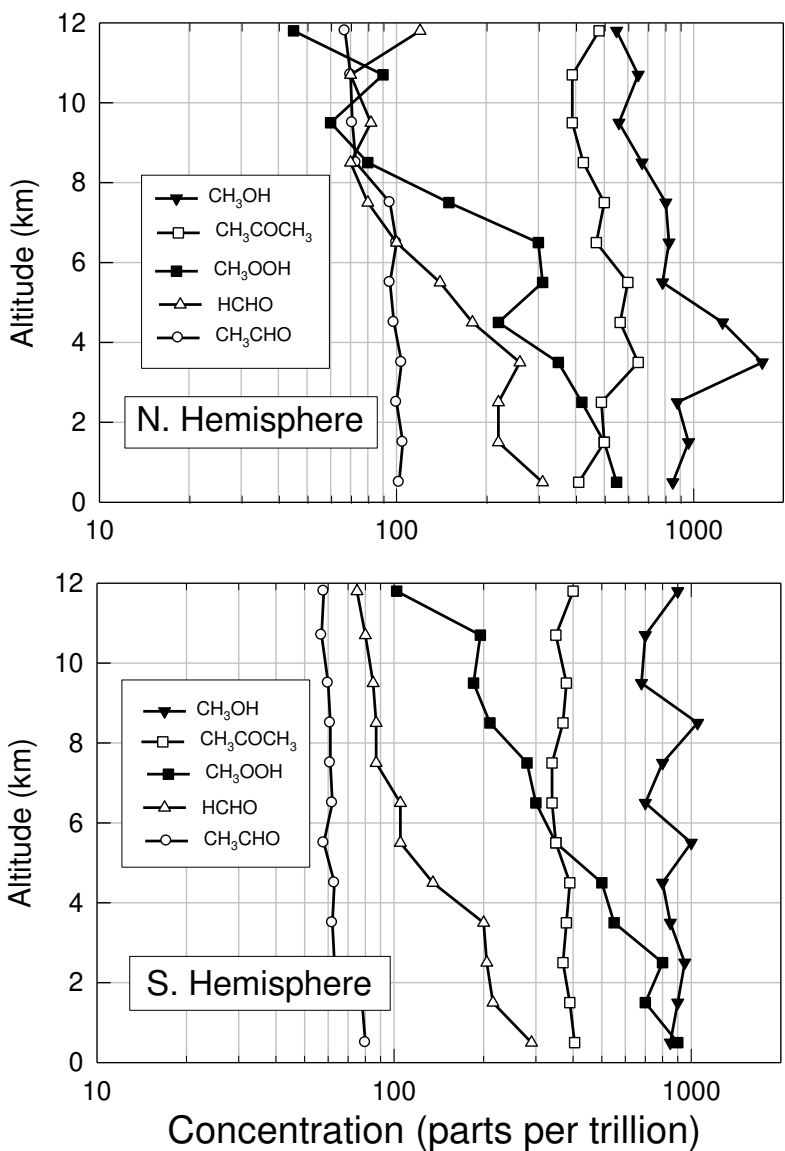 12
10
8
6
4
2
0
Altitude (km)
CH₃OH
CH₃COCH₃
CH₃OOH
HCHO
CH₃CHO
N. Hemisphere
10 100 1000
12
10
8
6
4
2
0
Altitude (km)
CH₃OH
CH₃COCH₃
CH₃OOH
HCHO
CH₃CHO
S. Hemisphere
10 100 1000
Concentration (parts per trillion)